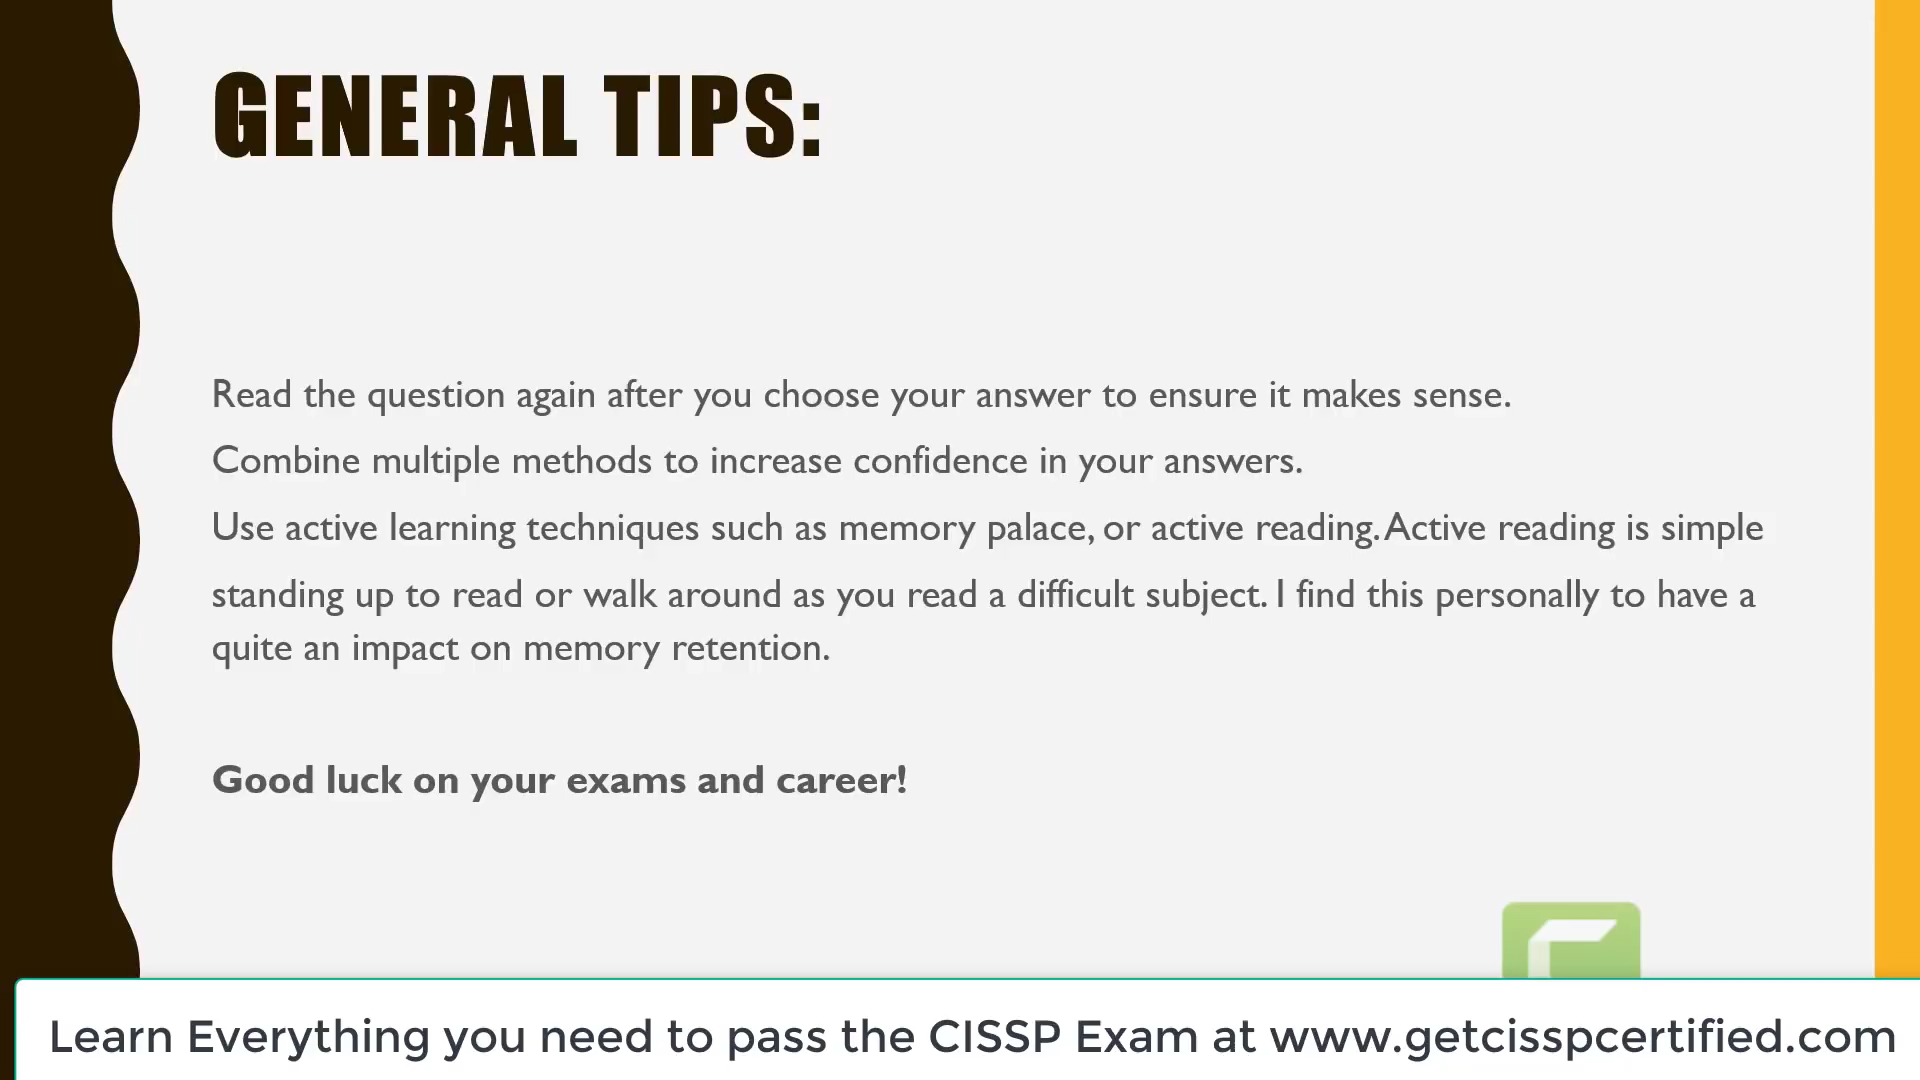 GENERAL TIPS:
Read the question again after you choose your answer to ensure it makes sense.
Combine multiple methods to increase confidence in your answers.
Use active learning techniques such as memory palace, or active reading. Active reading is simple
standing up to read or walk around as you read a difficult subject. I find this personally to have a
quite an impact on memory retention.
Good luck on your exams and career!
Learn Everything you need to pass the CISSP Exam at www.getcisspcertified.com